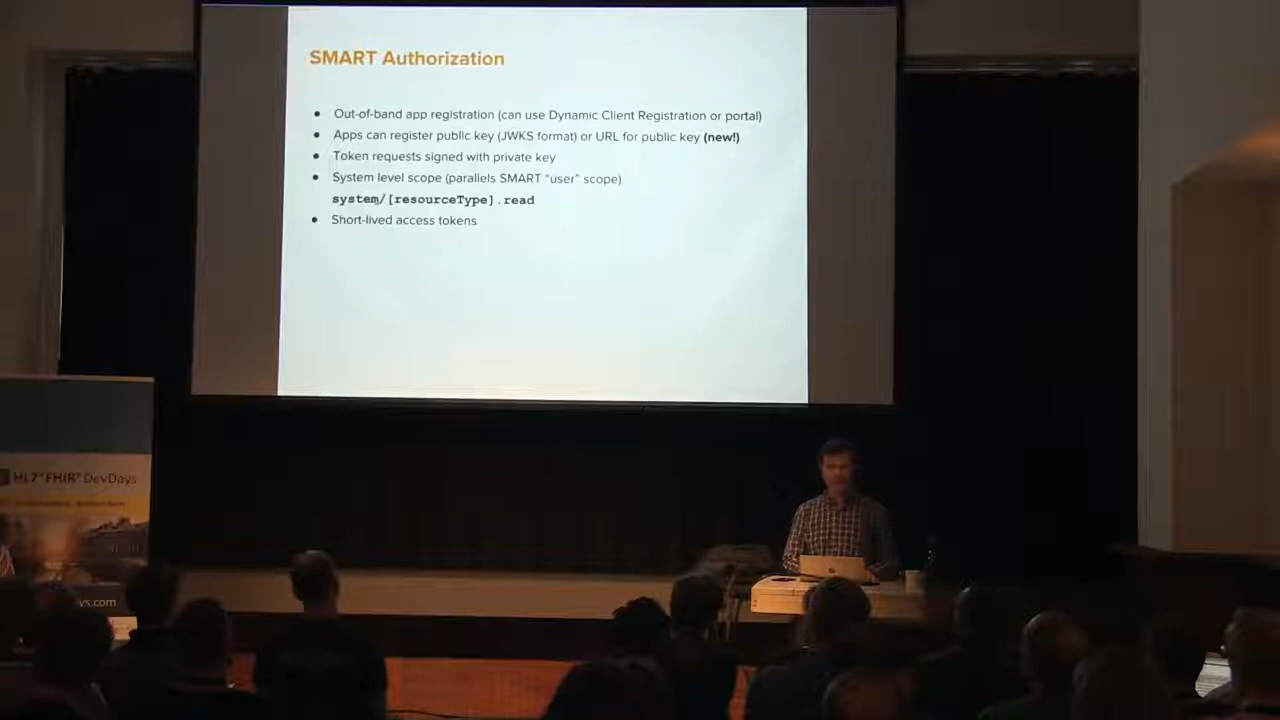 SMART Authorization
• Out-of-band app registration (can use Dynamic Client Registration or portal)
• Apps can register public key (JWKS format) or URL for public key (new!)
• Token requests signed with private key
• System level scope (parallels SMART "user" scope)
system/[resourceType].read
• Short-lived access tokens
HL7® FHIR® DevDays
ys.com